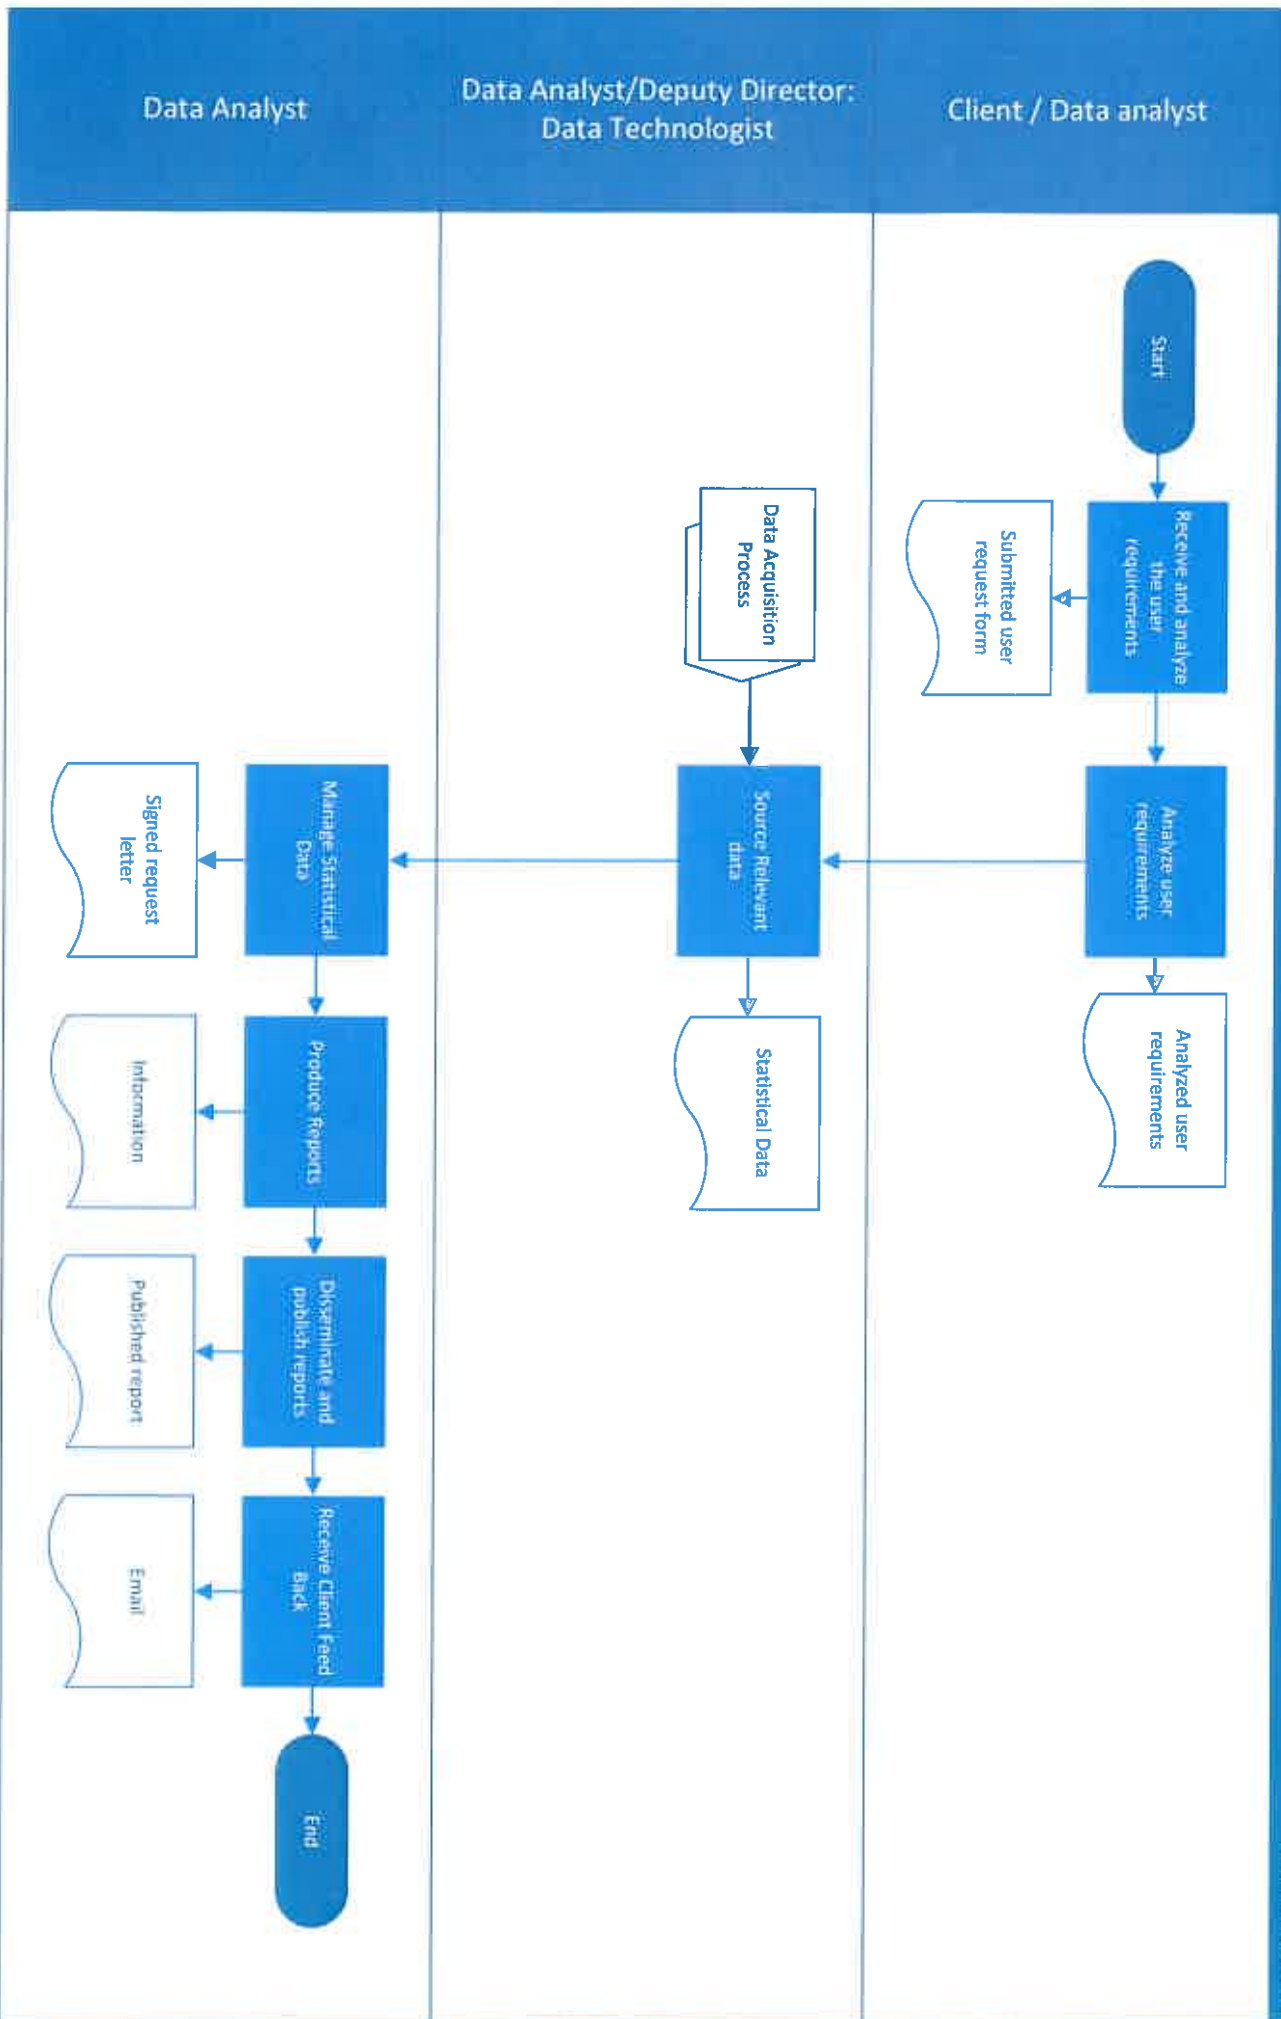 Client / Data analyst
Start
Receive and analyze
the user
requirements
Submitted user
request form
Analyze user
requirements
Analyzed user
requirements
Data Analyst/Deputy Director:
Data Technologist
Data Acquisition
Process
Source Relevant
data
Statistical Data
Data Analyst
Manage Statistical
Data
Signed request
letter
Produce Reports
Information
Disseminate and
publish reports
Published report
Receive Client Feed
Back
Email
End